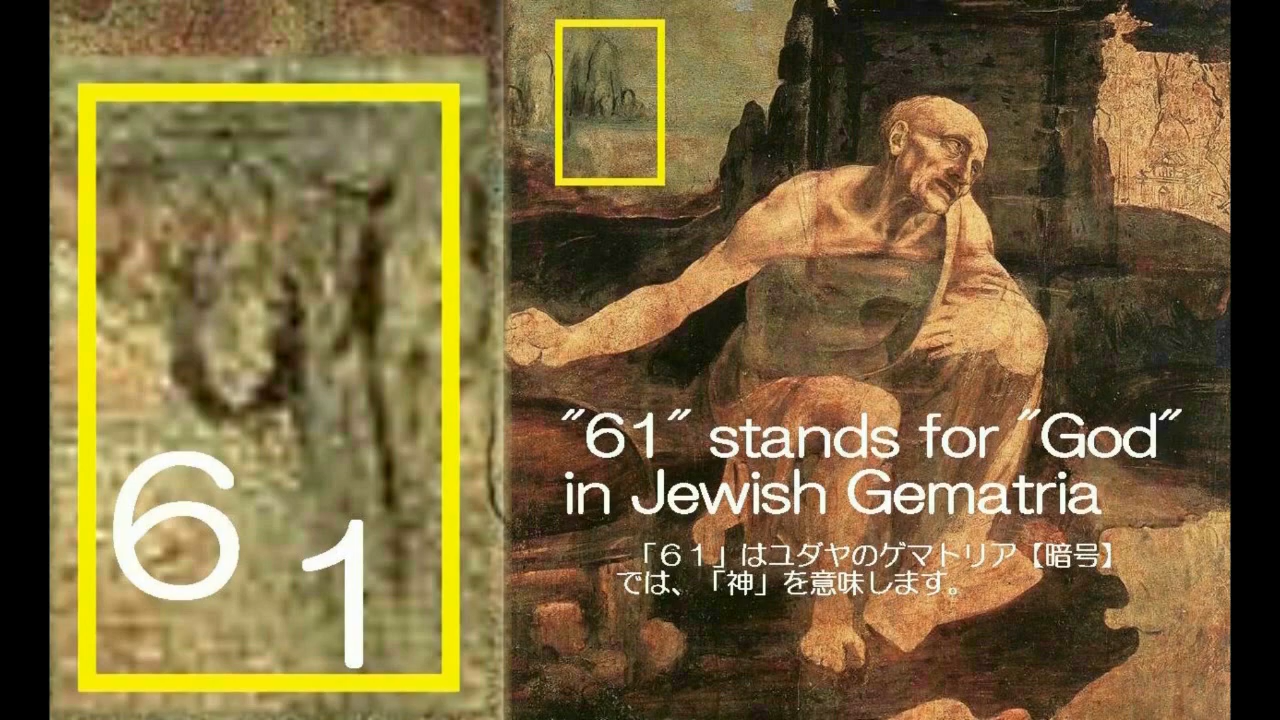 6 1
"61" stands for "God"
in Jewish Gematria
「６１」はユダヤのゲマトリア【暗号】
では、「神」を意味します。